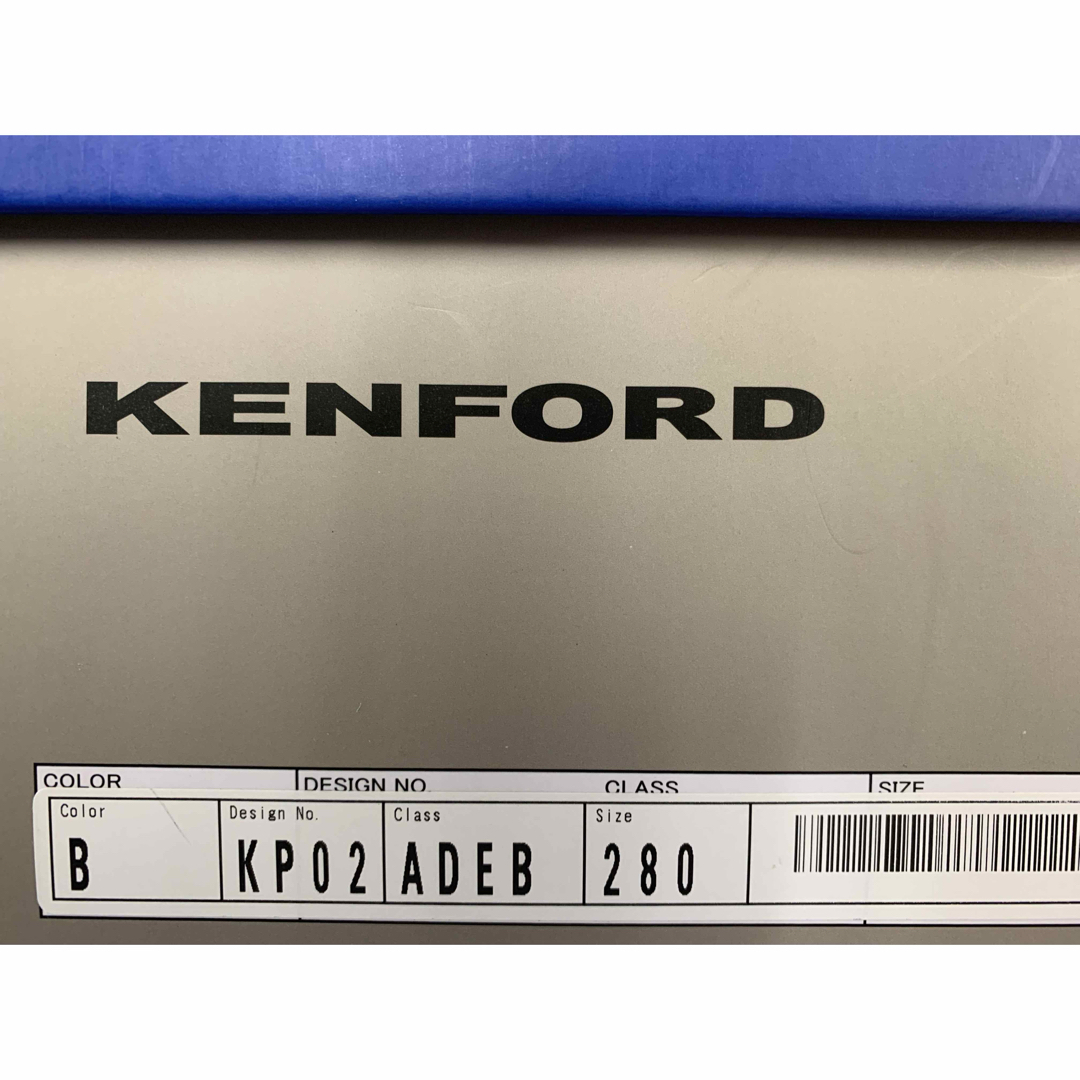 KENFORD
COLOR DESIGN NO. CLASS SIZE
Color Design No. Class Size
B KP02 ADEB 280